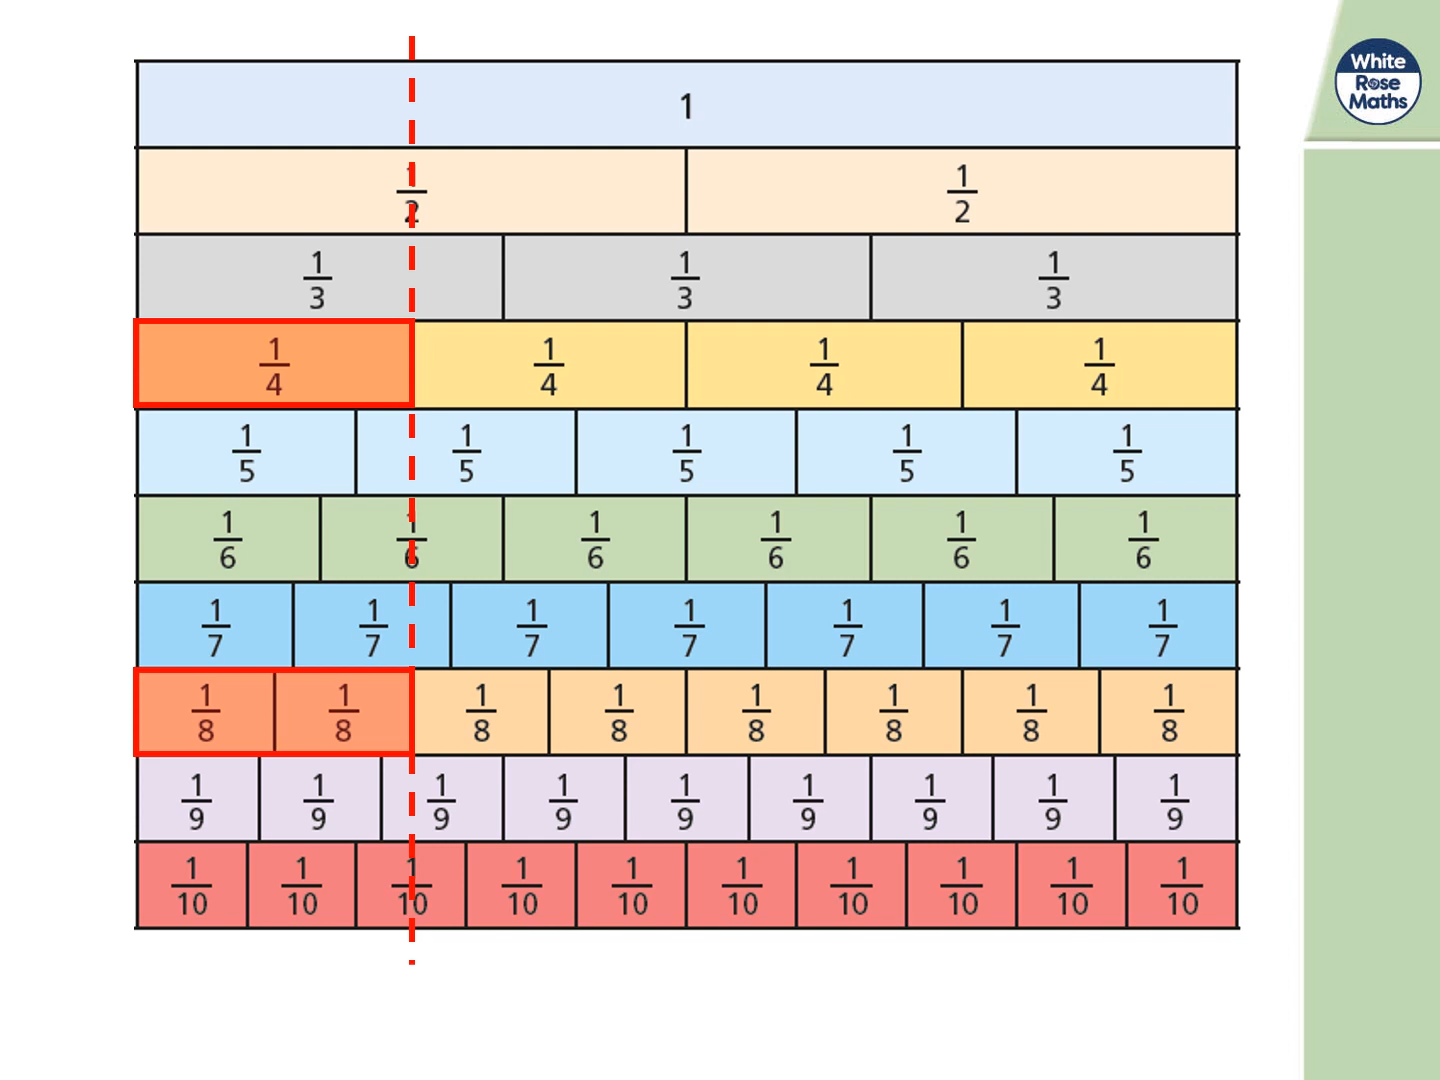 White
Rose
Maths
1
1/2 1/2
1/3 1/3 1/3
1/4 1/4 1/4 1/4
1/5 1/5 1/5 1/5 1/5
1/6 1/6 1/6 1/6 1/6 1/6
1/7 1/7 1/7 1/7 1/7 1/7 1/7
1/8 1/8 1/8 1/8 1/8 1/8 1/8 1/8
1/9 1/9 1/9 1/9 1/9 1/9 1/9 1/9 1/9
1/10 1/10 1/10 1/10 1/10 1/10 1/10 1/10 1/10 1/10